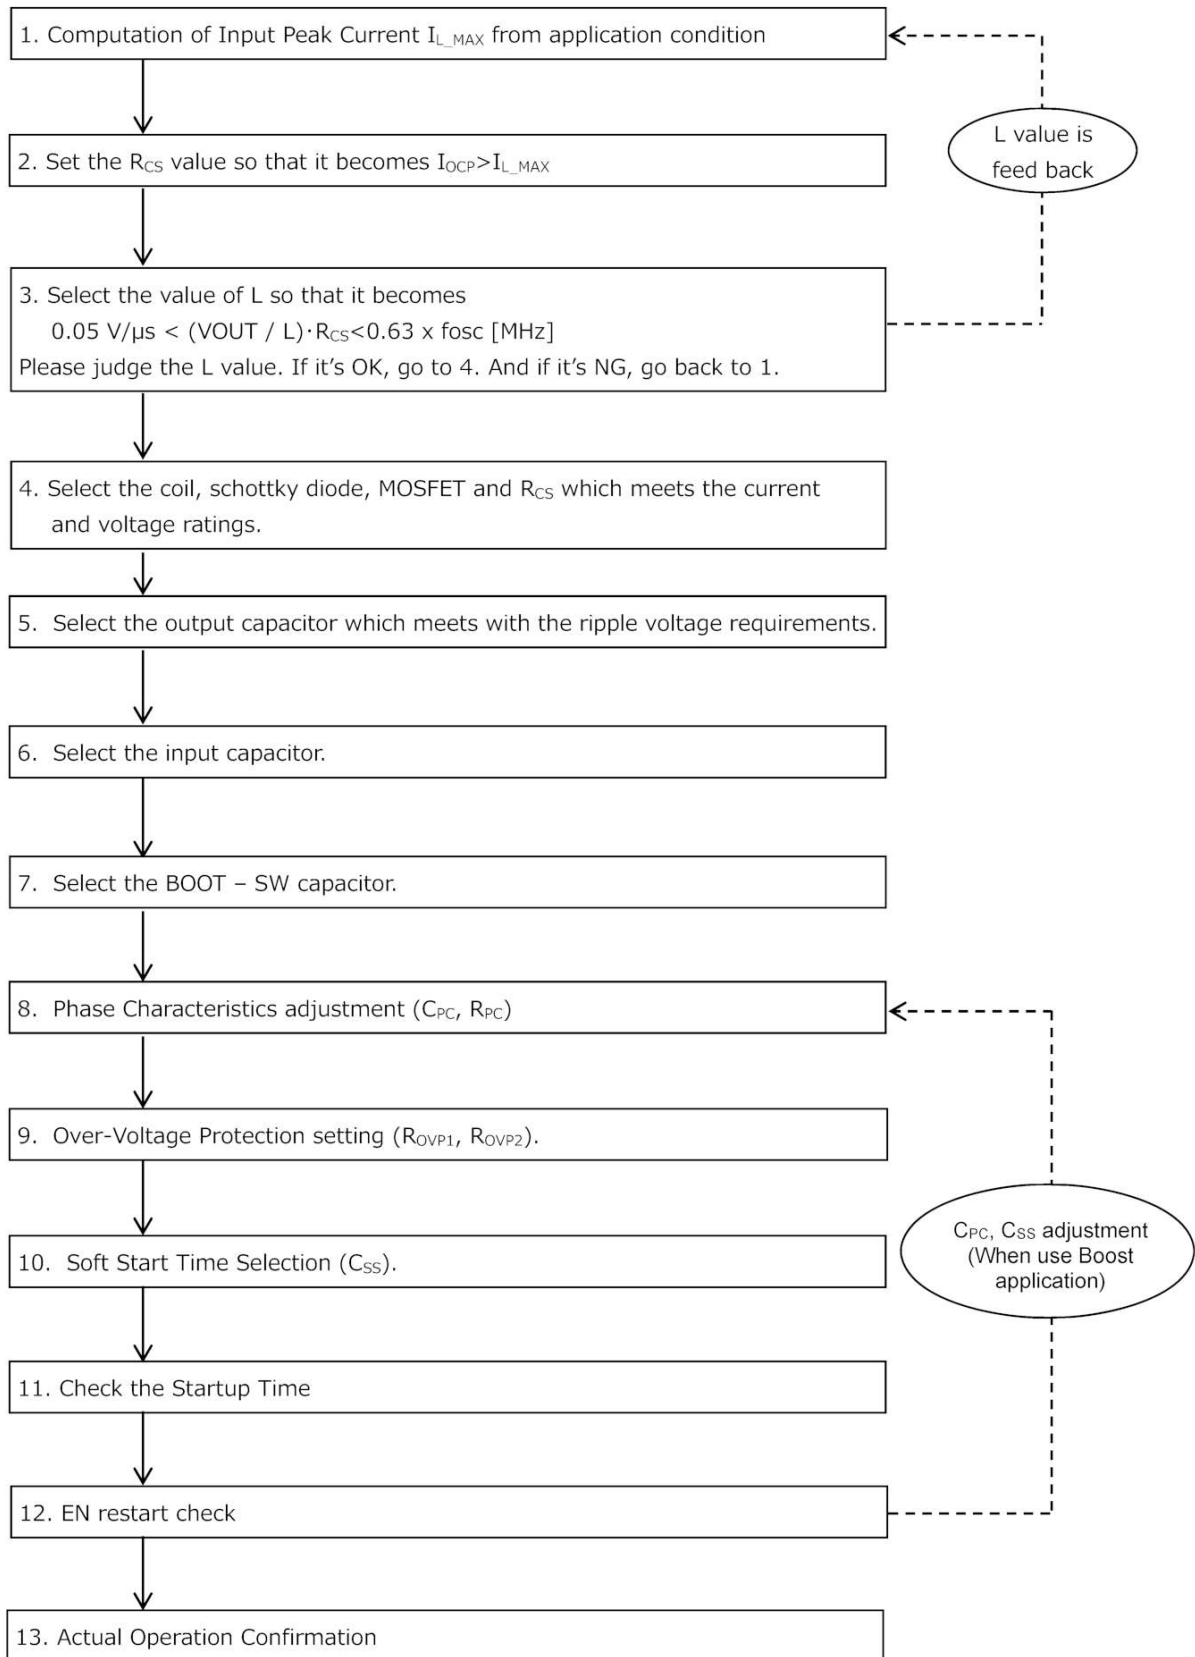 1. Computation of Input Peak Current IL_MAX from application condition
L value is
feed back
2. Set the RCS value so that it becomes IOCP>IL_MAX
3. Select the value of L so that it becomes
0.05 V/μs < (VOUT / L)·RCS<0.63 x fosc [MHz]
Please judge the L value. If it's OK, go to 4. And if it's NG, go back to 1.
4. Select the coil, schottky diode, MOSFET and RCS which meets the current
and voltage ratings.
5. Select the output capacitor which meets with the ripple voltage requirements.
6. Select the input capacitor.
7. Select the BOOT – SW capacitor.
8. Phase Characteristics adjustment (CPC, RPC)
9. Over-Voltage Protection setting (ROVP1, ROVP2).
CPC, CSS adjustment
(When use Boost
application)
10. Soft Start Time Selection (CSS).
11. Check the Startup Time
12. EN restart check
13. Actual Operation Confirmation